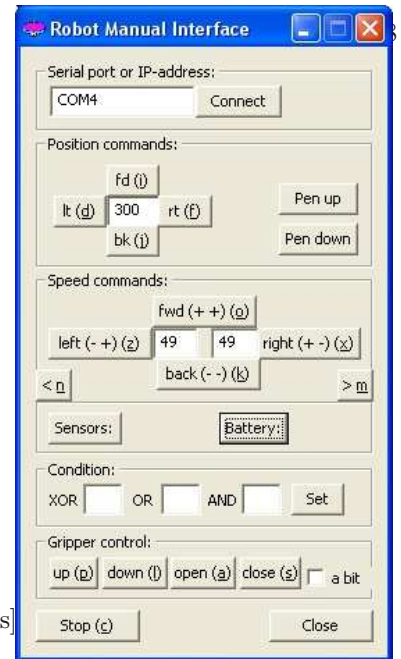 Robot Manual Interface
Serial port or IP-address:
COM4 Connect
Position commands:
fd (i)
lt (d) 300 rt (f)
bk (j)
Pen up
Pen down
Speed commands:
fwd (+ +) (o)
left (- +) (z) 49 49 right (+ -) (x)
back (- -) (k)
< n > m
Sensors: Battery:
Condition:
XOR OR AND Set
Gripper control:
up (p) down (l) open (a) close (s) a bit
s]
Stop (c) Close